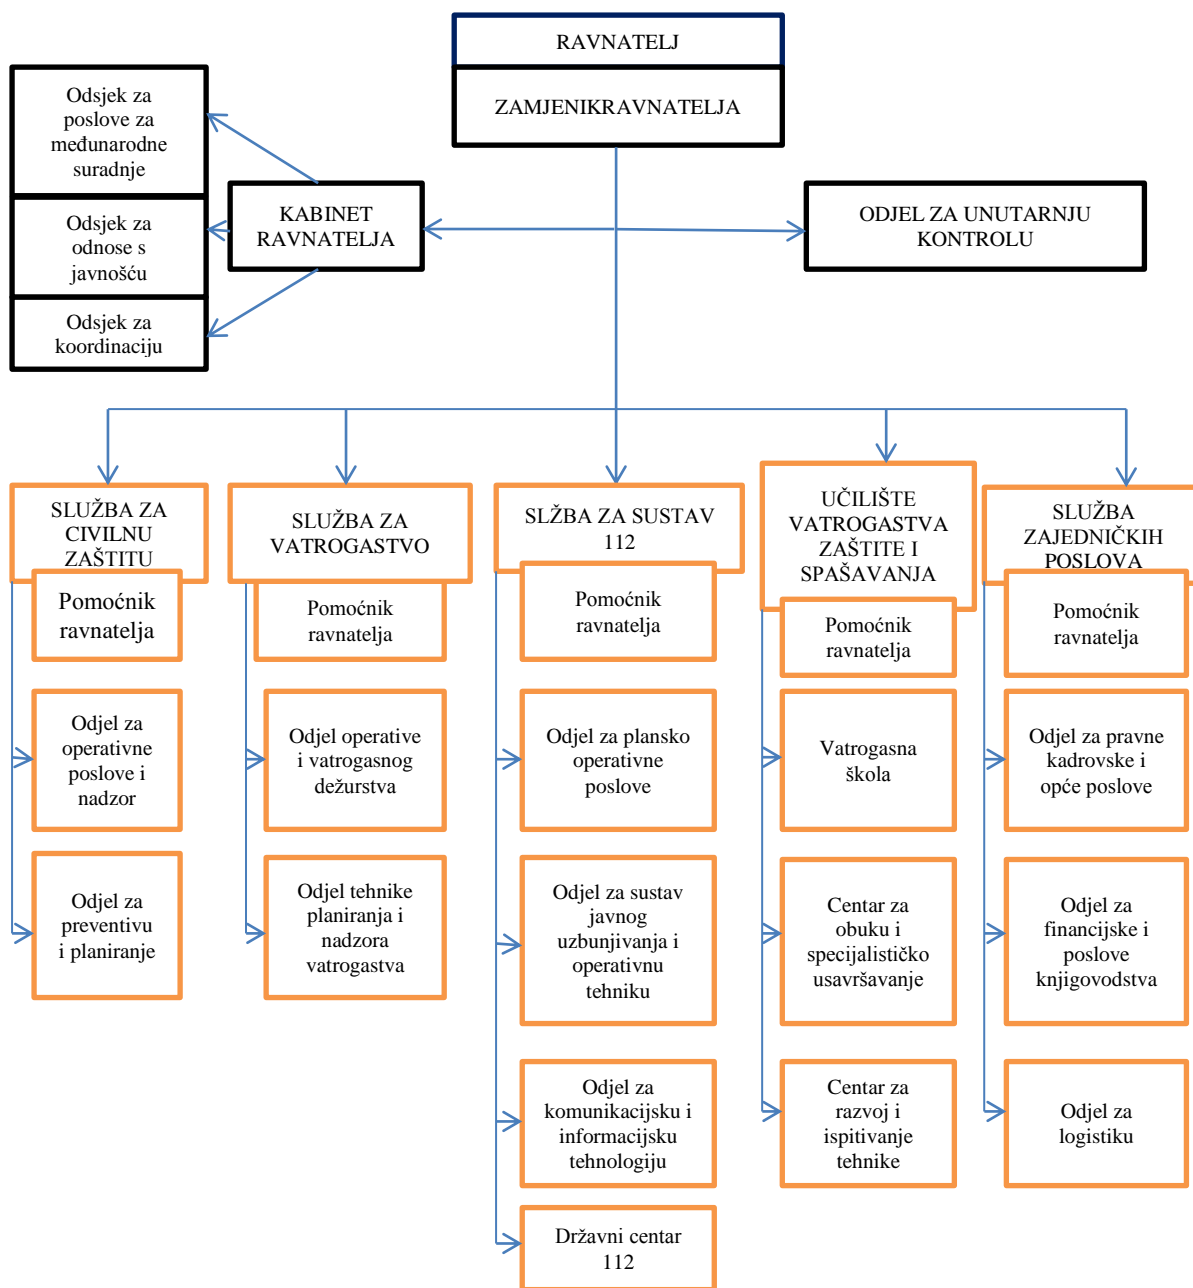 RAVNATELJ
ZAMJENIKRAVNATELJA
Odsjek za
poslove za
međunarodne
suradnje
Odsjek za
odnose s
javnošću
Odsjek za
koordinaciju
KABINET
RAVNATELJA
ODJEL ZA UNUTARNJU
KONTROLU
SLUŽBA ZA
CIVILNU
ZAŠTITU
Pomoćnik
ravnatelja
Odjel za
operativne
poslove i
nadzor
Odjel za
preventivu
i planiranje
SLUŽBA ZA
VATROGASTVO
Pomoćnik
ravnatelja
Odjel operative
i vatrogasnog
dežurstva
Odjel tehnike
planiranja i
nadzora
vatrogastva
SLŽBA ZA SUSTAV
112
Pomoćnik
ravnatelja
Odjel za plansko
operativne
poslove
Odjel za sustav
javnog
uzbunjivanja i
operativnu
tehniku
Odjel za
komunikacijsku i
informacijsku
tehnologiju
Državni centar
112
UČILIŠTE
VATROGASTVA
ZAŠTITE I
SPAŠAVANJA
Pomoćnik
ravnatelja
Vatrogasna
škola
Centar za
obuku i
specijalističko
usavršavanje
Centar za
razvoj i
ispitivanje
tehnike
SLUŽBA
ZAJEDNIČKIH
POSLOVA
Pomoćnik
ravnatelja
Odjel za pravne
kadrovske i
opće poslove
Odjel za
financijske i
poslove
knjigovodstva
Odjel za
logistiku